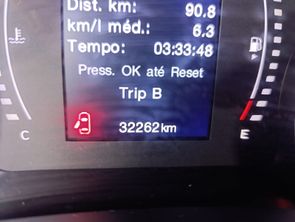 Dist. km: 90.8
km/l méd.: 6.3
Tempo: 03:33:48
Press. OK até Reset
Trip B
32262km
C
E